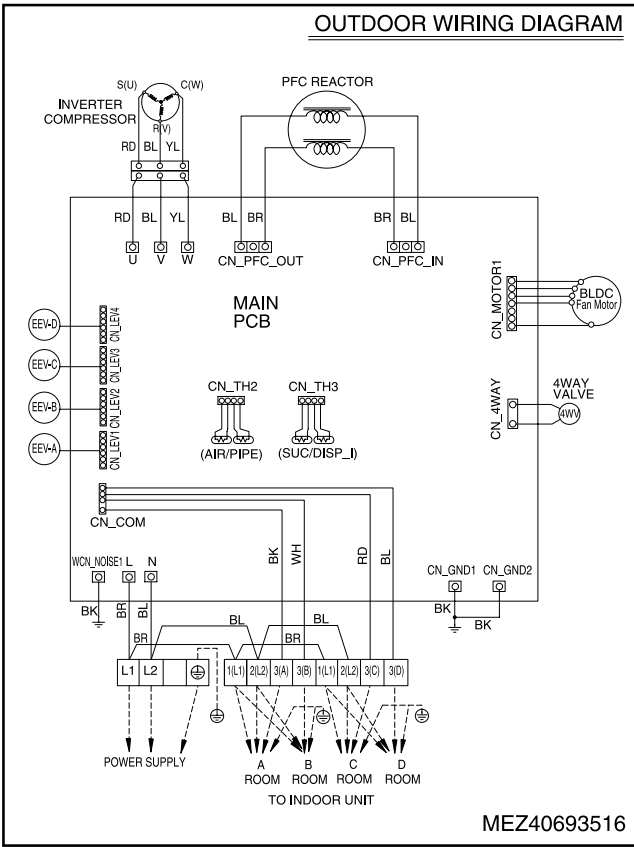 OUTDOOR WIRING DIAGRAM
PFC REACTOR
S(U) C(W)
INVERTER
COMPRESSOR
R(V)
RD BL YL
RD BL YL
BL BR
BR BL
U V W
CN_PFC_OUT
CN_PFC_IN
CN_MOTOR1
BLDC
Fan Motor
MAIN
PCB
EEV-D
CN_LEV4
EEV-C
CN_LEV3
EEV-B
CN_LEV2
EEV-A
CN_LEV1
CN_TH2
(AIR/PIPE)
CN_TH3
(SUC/DISP_I)
CN_4WAY
4WAY
VALVE
4WV
CN_COM
BK
WH
RD
BL
WCN_NOISE1 L N
CN_GND1 CN_GND2
BK
BR
BL
BK
BK
BL
BL
BR
BR
L1 L2
1(L1) 2(L2) 3(A) 3(B) 1(L1) 2(L2) 3(C) 3(D)
POWER SUPPLY
A
ROOM
B
ROOM
C
ROOM
D
ROOM
TO INDOOR UNIT
MEZ40693516